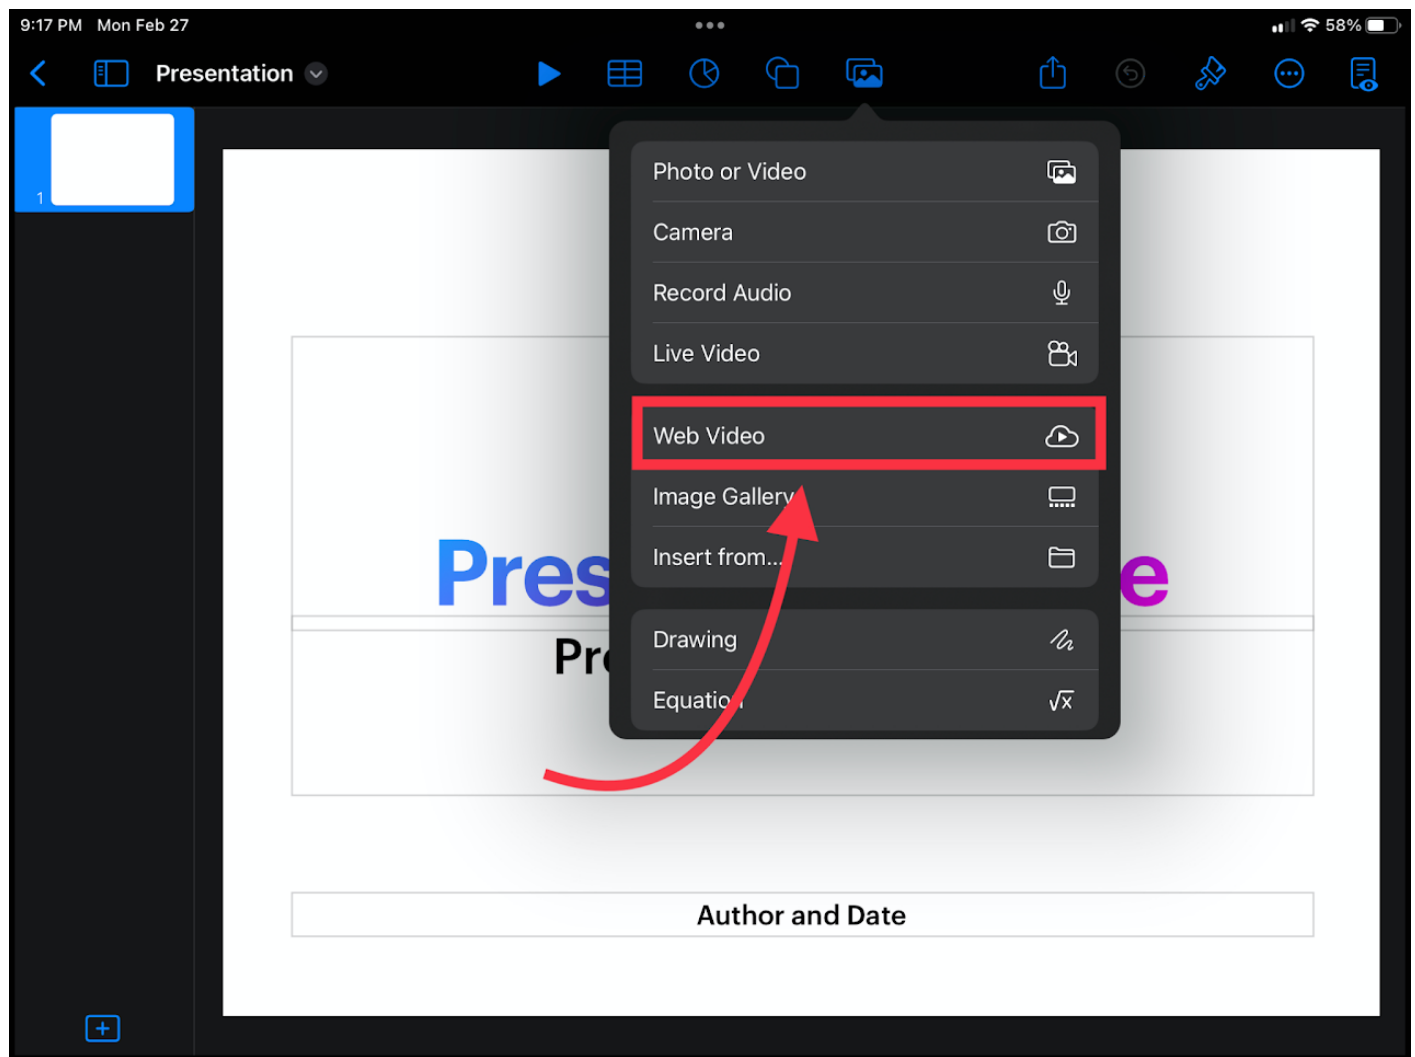 9:17 PM Mon Feb 27
58%
Presentation
1
Photo or Video
Camera
Record Audio
Live Video
Web Video
Image Gallery
Insert from...
Pres
e
Drawing
Pre
Equation
√x
Author and Date